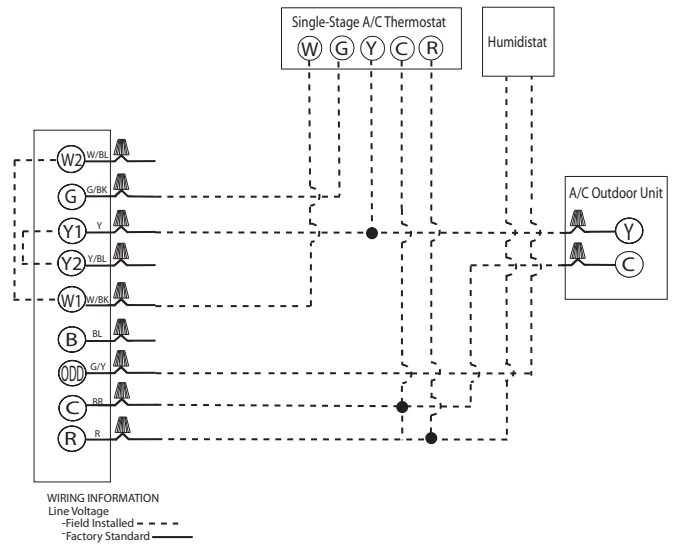 Single-Stage A/C Thermostat
W G Y C R
Humidistat
A/C Outdoor Unit
Y
C
W2 W/BL
G G/BK
Y1 Y
Y2 Y/BL
W1 W/BK
B BL
ODD G/Y
C BR
R R
WIRING INFORMATION
Line Voltage
-Field Installed
-Factory Standard